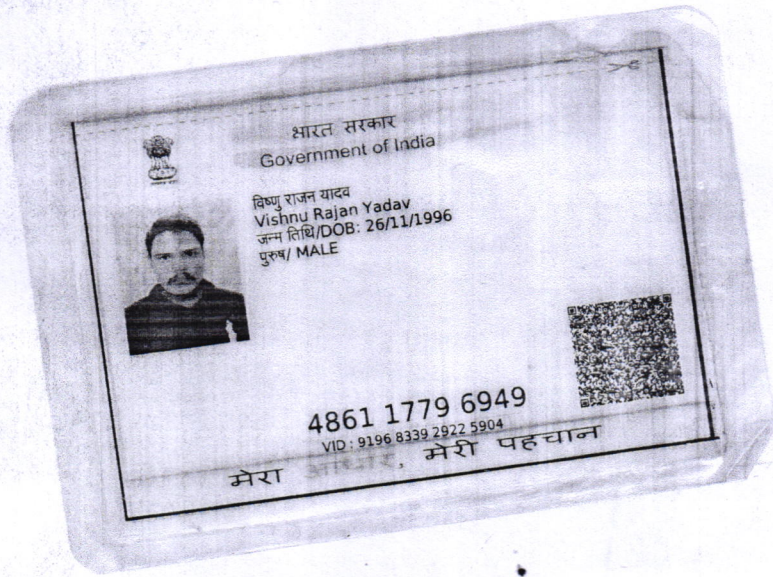 भारत सरकार
Government of India
विष्णु राजन यादव
Vishnu Rajan Yadav
जन्म तिथि/DOB: 26/11/1996
पुरुष/ MALE
4861 1779 6949
VID : 9196 8339 2922 5904
मेरा आधार, मेरी पहचान